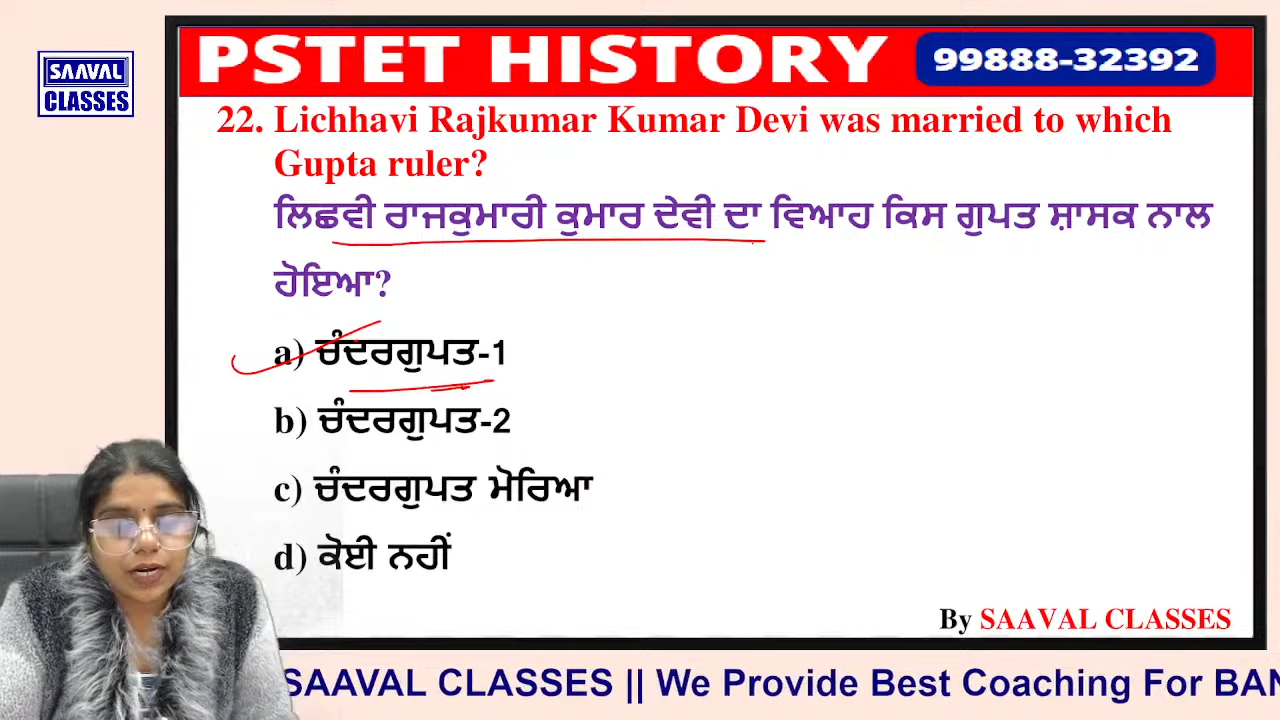 SAAVAL
CLASSES
PSTET HISTORY
99888-32392
22. Lichhavi Rajkumar Kumar Devi was married to which
Gupta ruler?
ਲਿਛਵੀ ਰਾਜਕੁਮਾਰੀ ਕੁਮਾਰ ਦੇਵੀ ਦਾ ਵਿਆਹ ਕਿਸ ਗੁਪਤ ਸ਼ਾਸਕ ਨਾਲ
ਹੋਇਆ?
a) ਚੰਦਰਗੁਪਤ-1
b) ਚੰਦਰਗੁਪਤ-2
c) ਚੰਦਰਗੁਪਤ ਮੋਰਿਆ
d) ਕੋਈ ਨਹੀਂ
By SAAVAL CLASSES
SAAVAL CLASSES || We Provide Best Coaching For BAN